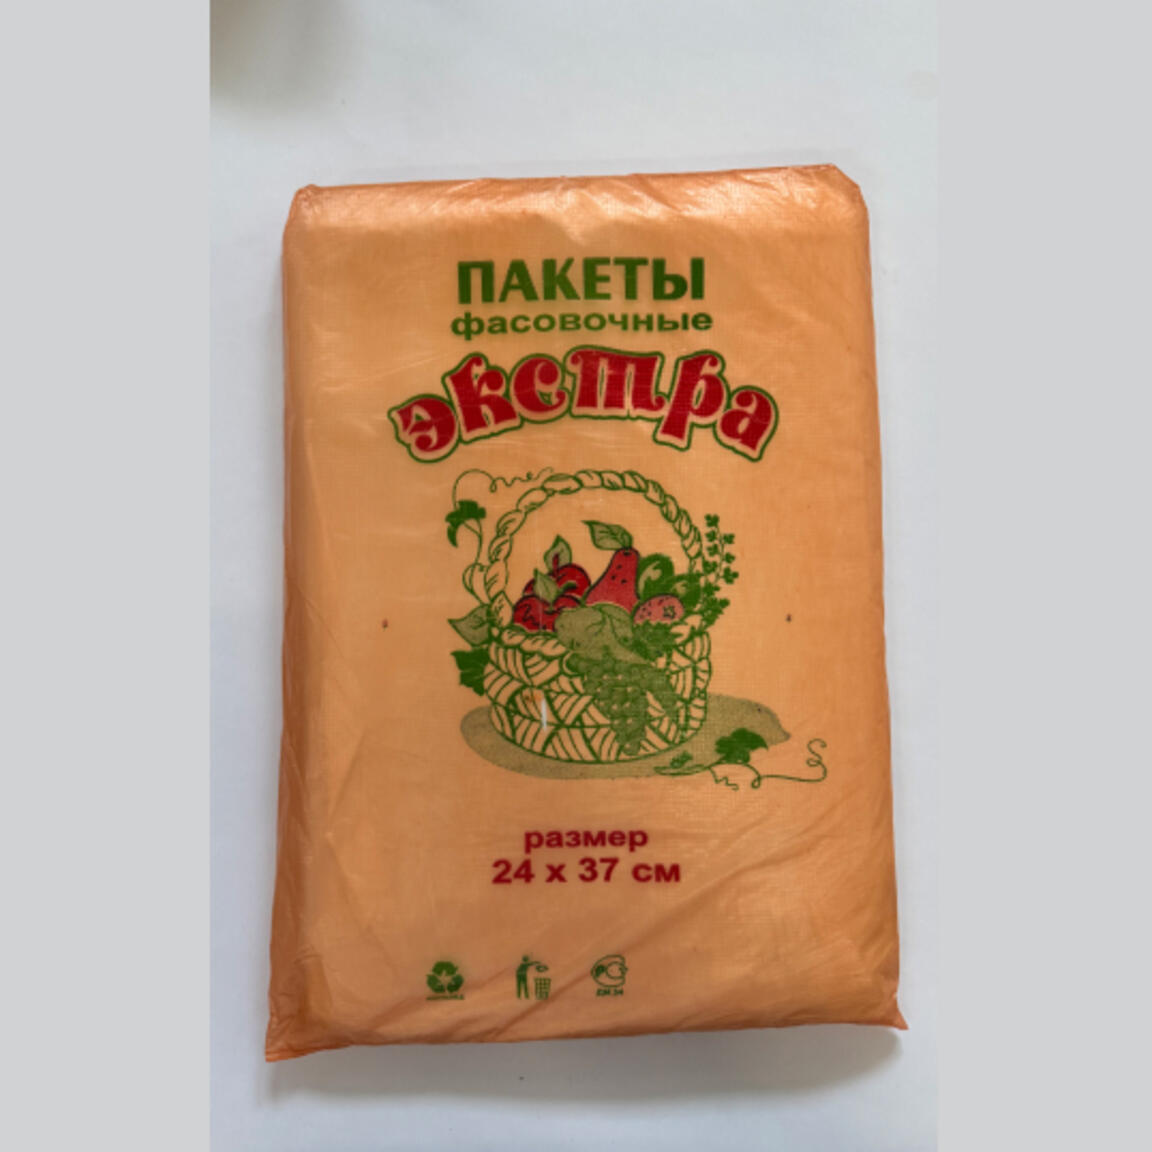 ПАКЕТЫ
фасовочные
экстра
размер
24 х 37 см